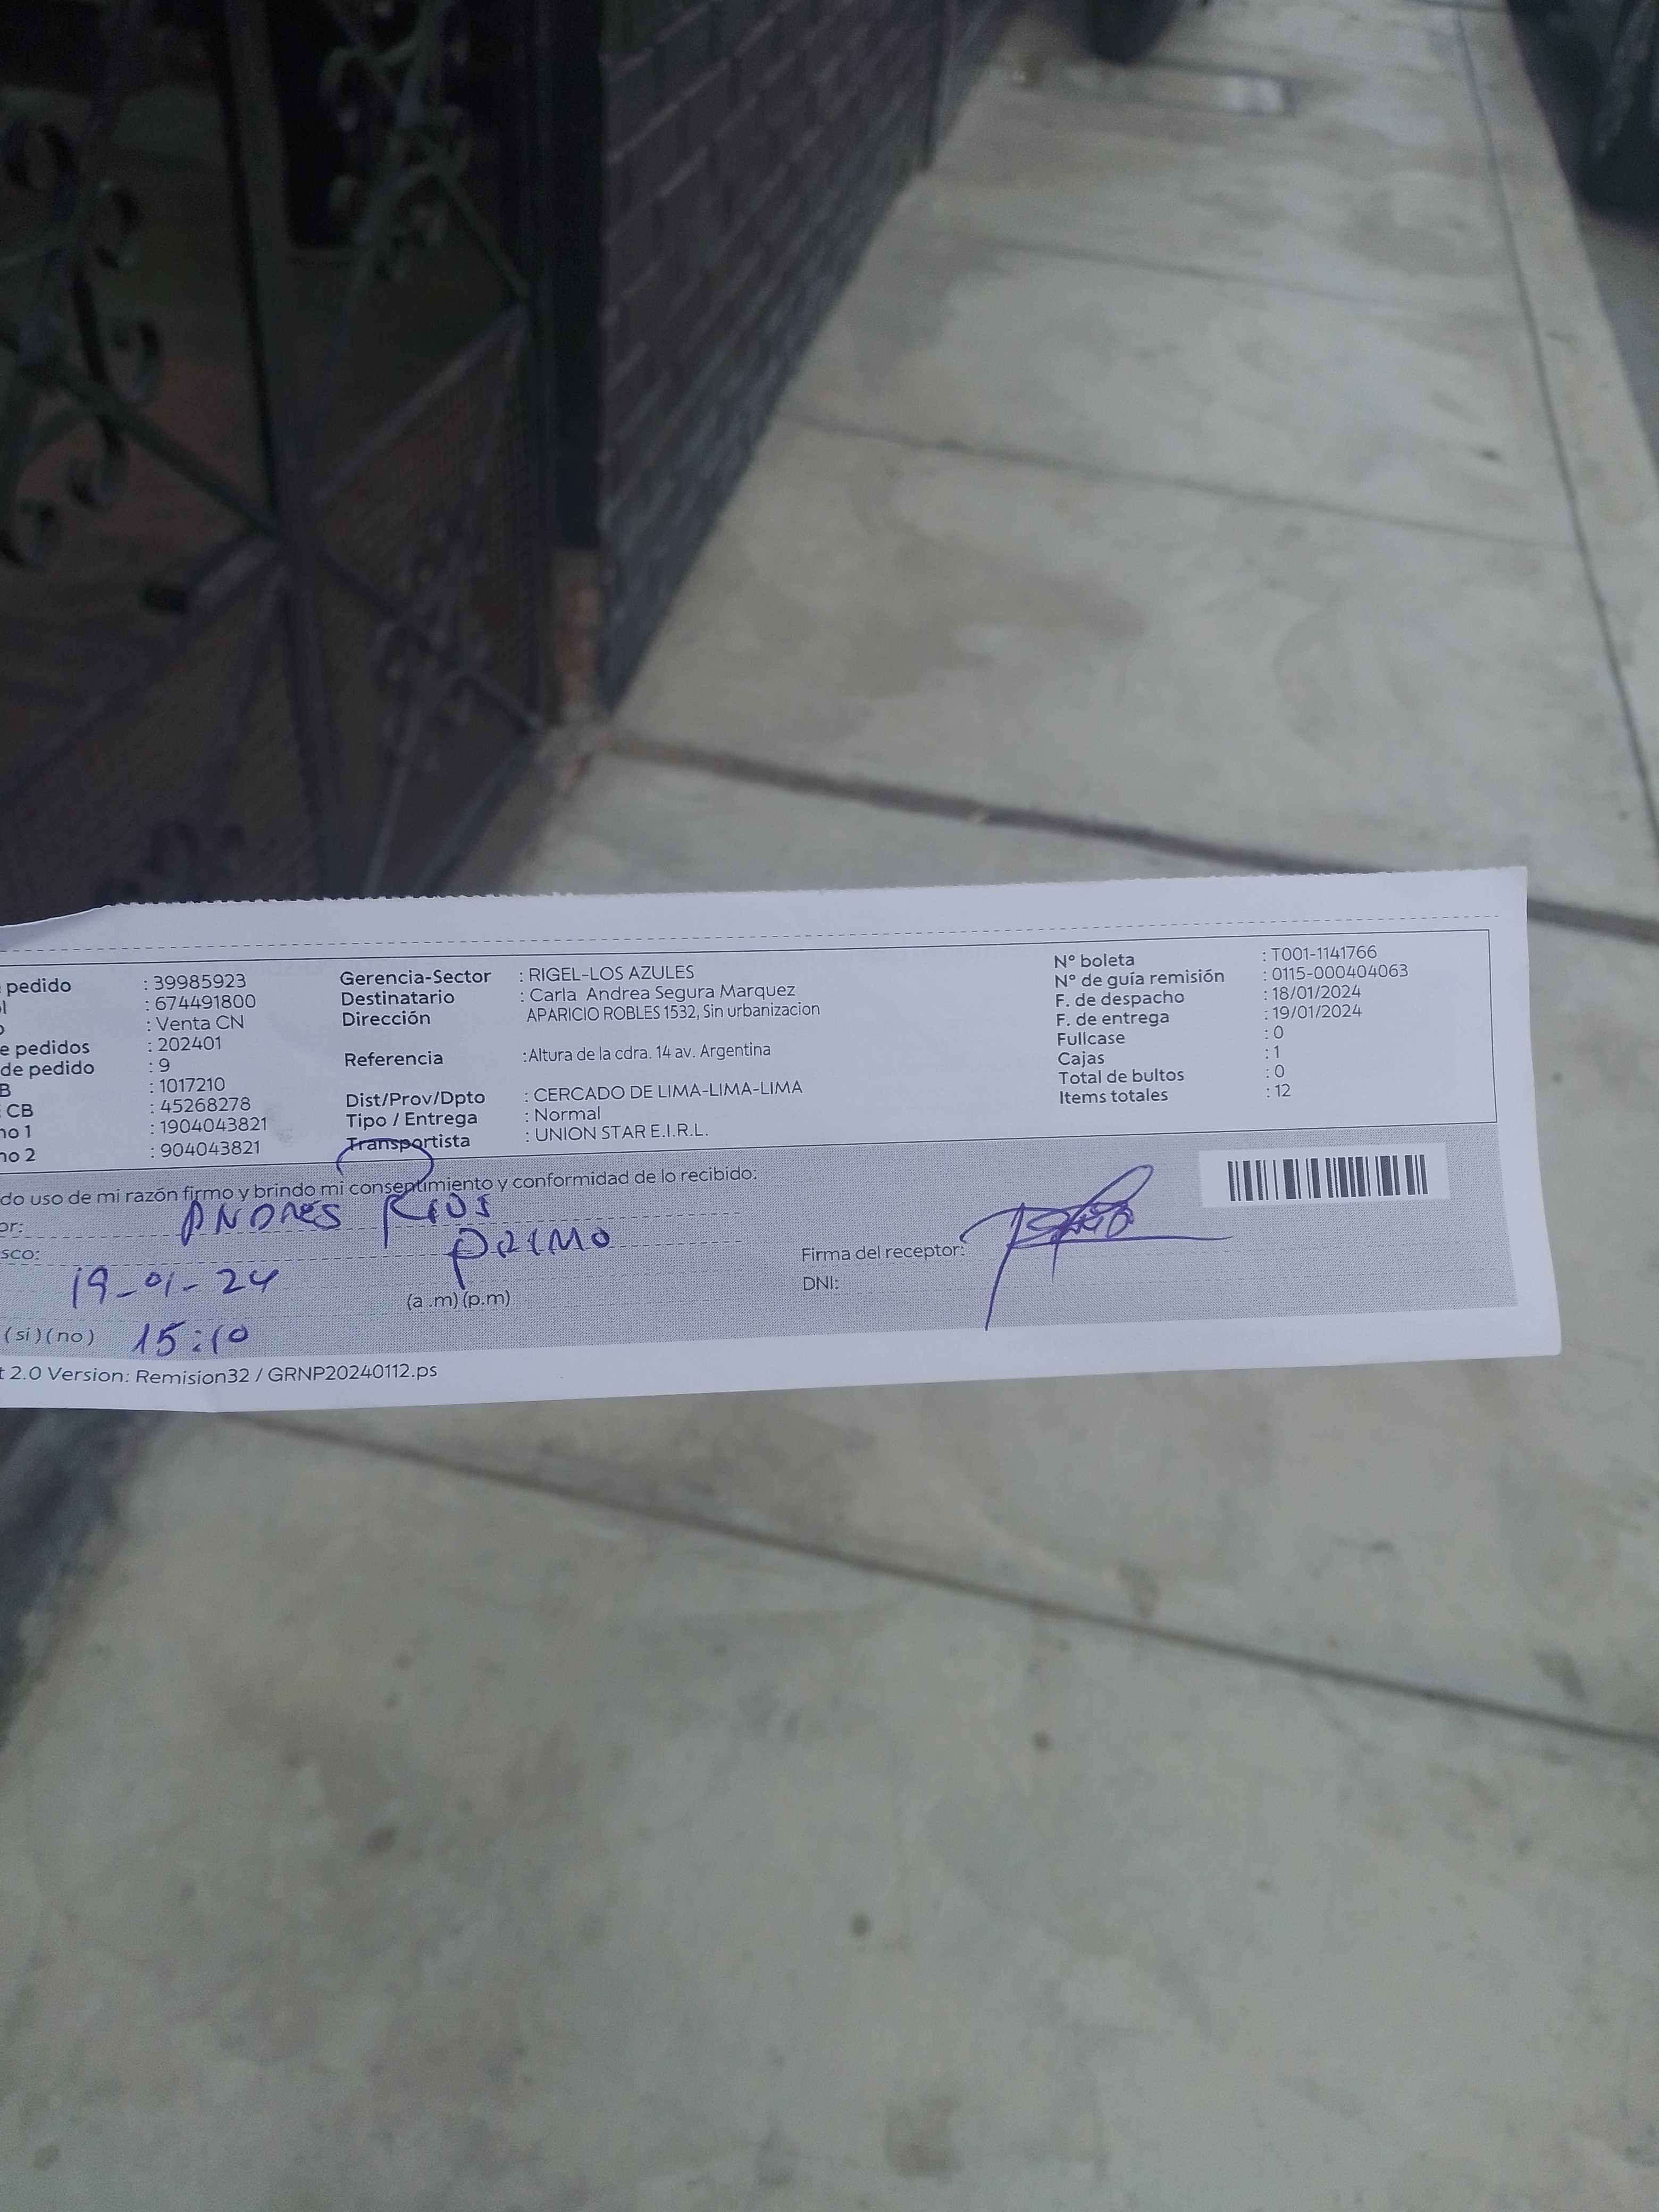 pedido : 39985923 Gerencia-Sector : RIGEL-LOS AZULES Nº boleta : T001-1141766
: 674491800 Destinatario : Carla Andrea Segura Marquez Nº de guía remisión : 0115-000404063
: Venta CN Dirección APARICIO ROBLES 1532, Sin urbanizacion F. de despacho : 18/01/2024
e pedidos : 202401 F. de entrega : 19/01/2024
de pedido : 9 Referencia :Altura de la cdra. 14 av. Argentina Fullcase : 0
B : 1017210 Cajas : 1
CB : 45268278 Dist/Prov/Dpto : CERCADO DE LIMA-LIMA-LIMA Total de bultos : 0
no 1 : 1904043821 Tipo / Entrega : Normal Items totales : 12
no 2 : 904043821 Transportista : UNION STAR E.I.R.L.
do uso de mi razón firmo y brindo mi consentimiento y conformidad de lo recibido:
or: ANDRES RIOS
sco: PRIMO Firma del receptor:
19-01-24 (a .m) (p.m) DNI:
(si) (no) 15:10
t 2.0 Version: Remision32 / GRNP20240112.ps